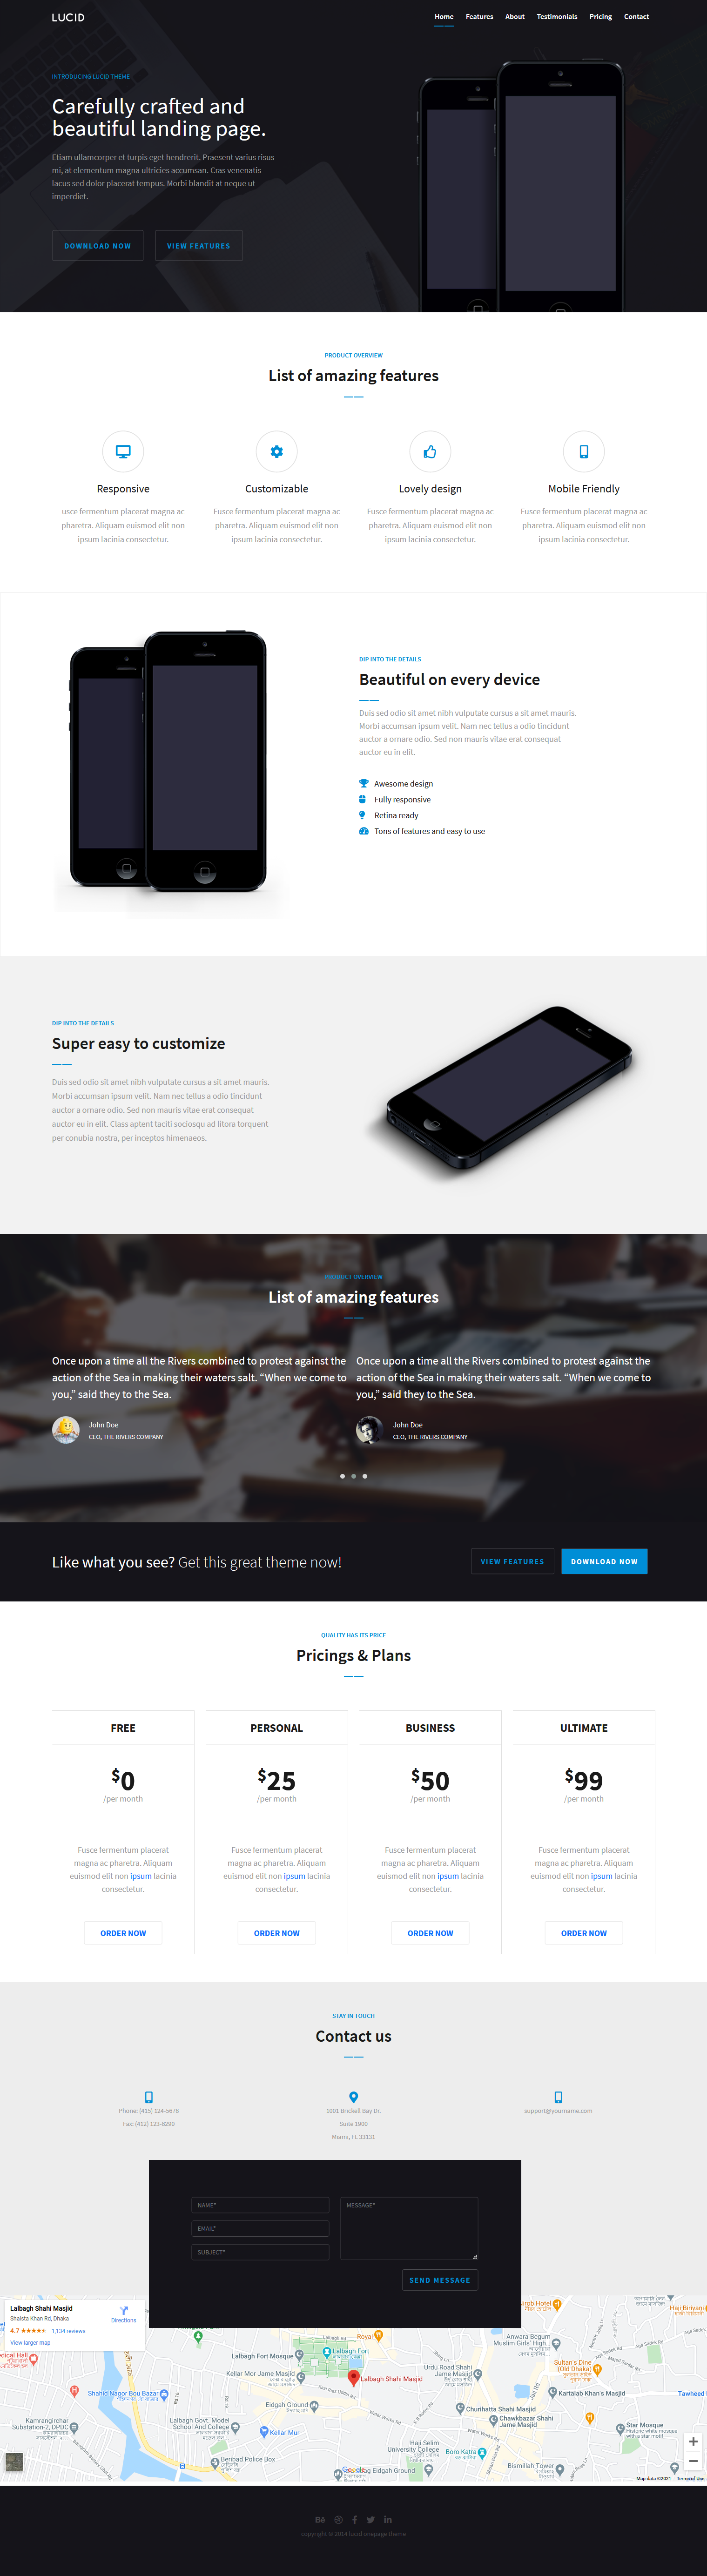 LUCID
Home Features About Testimonials Pricing Contact
INTRODUCING LUCID THEME
Carefully crafted and
beautiful landing page.
Etiam ullamcorper et turpis eget hendrerit. Praesent varius risus
mi, at elementum magna ultricies accumsan. Cras venenatis
lacus sed dolor placerat tempus. Morbi blandit at neque ut
imperdiet.
DOWNLOAD NOW VIEW FEATURES
PRODUCT OVERVIEW
List of amazing features
Responsive
usce fermentum placerat magna ac
pharetra. Aliquam euismod elit non
ipsum lacinia consectetur.
Customizable
Fusce fermentum placerat magna ac
pharetra. Aliquam euismod elit non
ipsum lacinia consectetur.
Lovely design
Fusce fermentum placerat magna ac
pharetra. Aliquam euismod elit non
ipsum lacinia consectetur.
Mobile Friendly
Fusce fermentum placerat magna ac
pharetra. Aliquam euismod elit non
ipsum lacinia consectetur.
DIP INTO THE DETAILS
Beautiful on every device
Duis sed odio sit amet nibh vulputate cursus a sit amet mauris.
Morbi accumsan ipsum velit. Nam nec tellus a odio tincidunt
auctor a ornare odio. Sed non mauris vitae erat consequat
auctor eu in elit.
Awesome design
Fully responsive
Retina ready
Tons of features and easy to use
DIP INTO THE DETAILS
Super easy to customize
Duis sed odio sit amet nibh vulputate cursus a sit amet mauris.
Morbi accumsan ipsum velit. Nam nec tellus a odio tincidunt
auctor a ornare odio. Sed non mauris vitae erat consequat
auctor eu in elit. Class aptent taciti sociosqu ad litora torquent
per conubia nostra, per inceptos himenaeos.
PRODUCT OVERVIEW
List of amazing features
Once upon a time all the Rivers combined to protest against the
action of the Sea in making their waters salt. “When we come to
you,” said they to the Sea.
John Doe
CEO, THE RIVERS COMPANY
Once upon a time all the Rivers combined to protest against the
action of the Sea in making their waters salt. “When we come to
you,” said they to the Sea.
John Doe
CEO, THE RIVERS COMPANY
Like what you see? Get this great theme now!
VIEW FEATURES DOWNLOAD NOW
QUALITY HAS ITS PRICE
Pricings & Plans
FREE
$0
/per month
Fusce fermentum placerat
magna ac pharetra. Aliquam
euismod elit non ipsum lacinia
consectetur.
ORDER NOW
PERSONAL
$25
/per month
Fusce fermentum placerat
magna ac pharetra. Aliquam
euismod elit non ipsum lacinia
consectetur.
ORDER NOW
BUSINESS
$50
/per month
Fusce fermentum placerat
magna ac pharetra. Aliquam
euismod elit non ipsum lacinia
consectetur.
ORDER NOW
ULTIMATE
$99
/per month
Fusce fermentum placerat
magna ac pharetra. Aliquam
euismod elit non ipsum lacinia
consectetur.
ORDER NOW
STAY IN TOUCH
Contact us
Phone: (415) 124-5678
Fax: (412) 123-8290
1001 Brickell Bay Dr.
Suite 1900
Miami, FL 33131
support@yourname.com
NAME*
EMAIL*
SUBJECT*
MESSAGE*
SEND MESSAGE
Lalbagh Shahi Masjid
Shaista Khan Rd, Dhaka
4.7 1,134 reviews
View larger map
Directions
Royal
Lalbagh Fort
Lalbagh Fort Mosque
Kellar Mor Jame Masjid
Lalbagh Shahi Masjid
Urdu Road Shahi
Jame Masjid
Anwara Begum
Muslim Girls' High...
Sultan's Dine
(Old Dhaka)
Haji Biriyani
Kartalab Khan's Masjid
Tawheed
Shahid Nagor Bou Bazar
Eidgah Ground
Churihatta Shahi Masjid
Chawkbazar Shahi
Jame Masjid
Kamrangirchar
Substation-2, DPDC
Lalbagh Govt. Model
School And College
Kellar Mur
Star Mosque
Historic white mosque
with a star motif
Haji Selim
University College
Boro Katra
Beribad Police Box
Bismillah Tower
Google
Eidgah Ground
Map data ©2021 Terms of Use
copyright © 2014 lucid onepage theme